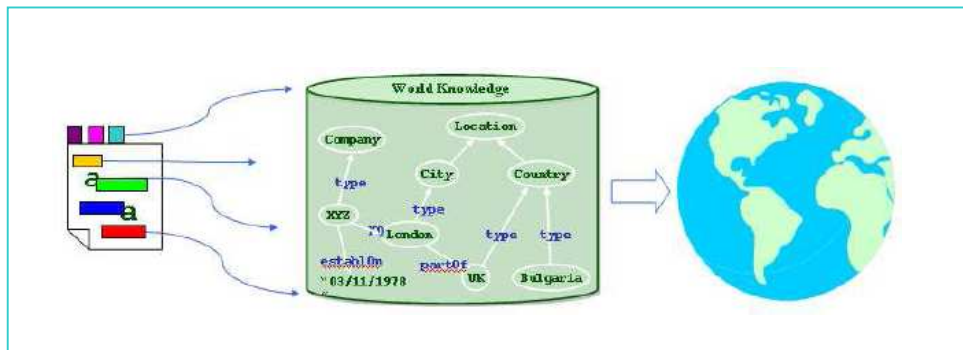 World Knowledge
Location
Company
City
Country
type
type
XYZ
London
type
type
establOn
partOf
"03/11/1978
"
UK
Bulgaria
a
a